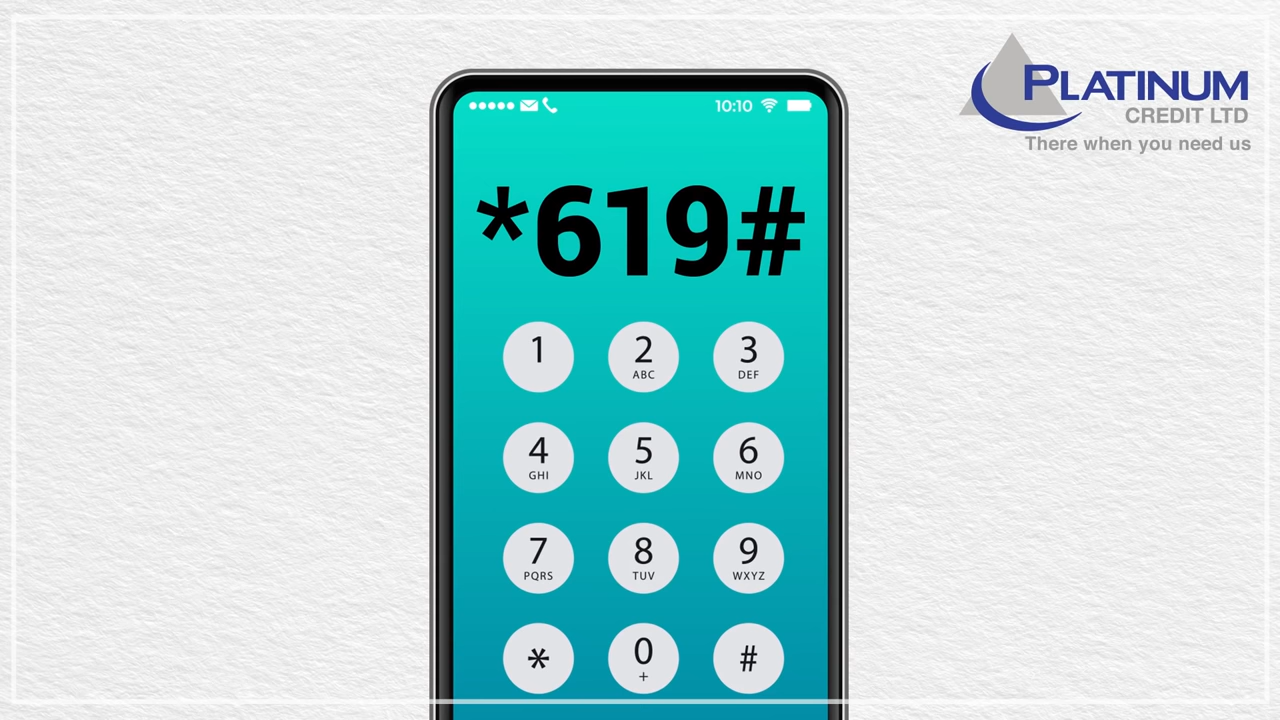 PLATINUM
CREDIT LTD
There when you need us
10:10
*619#
1
2
3
ABC
DEF
4
5
6
GHI
JKL
MNO
7
8
9
PQRS
TUV
WXYZ
*
0
#
+